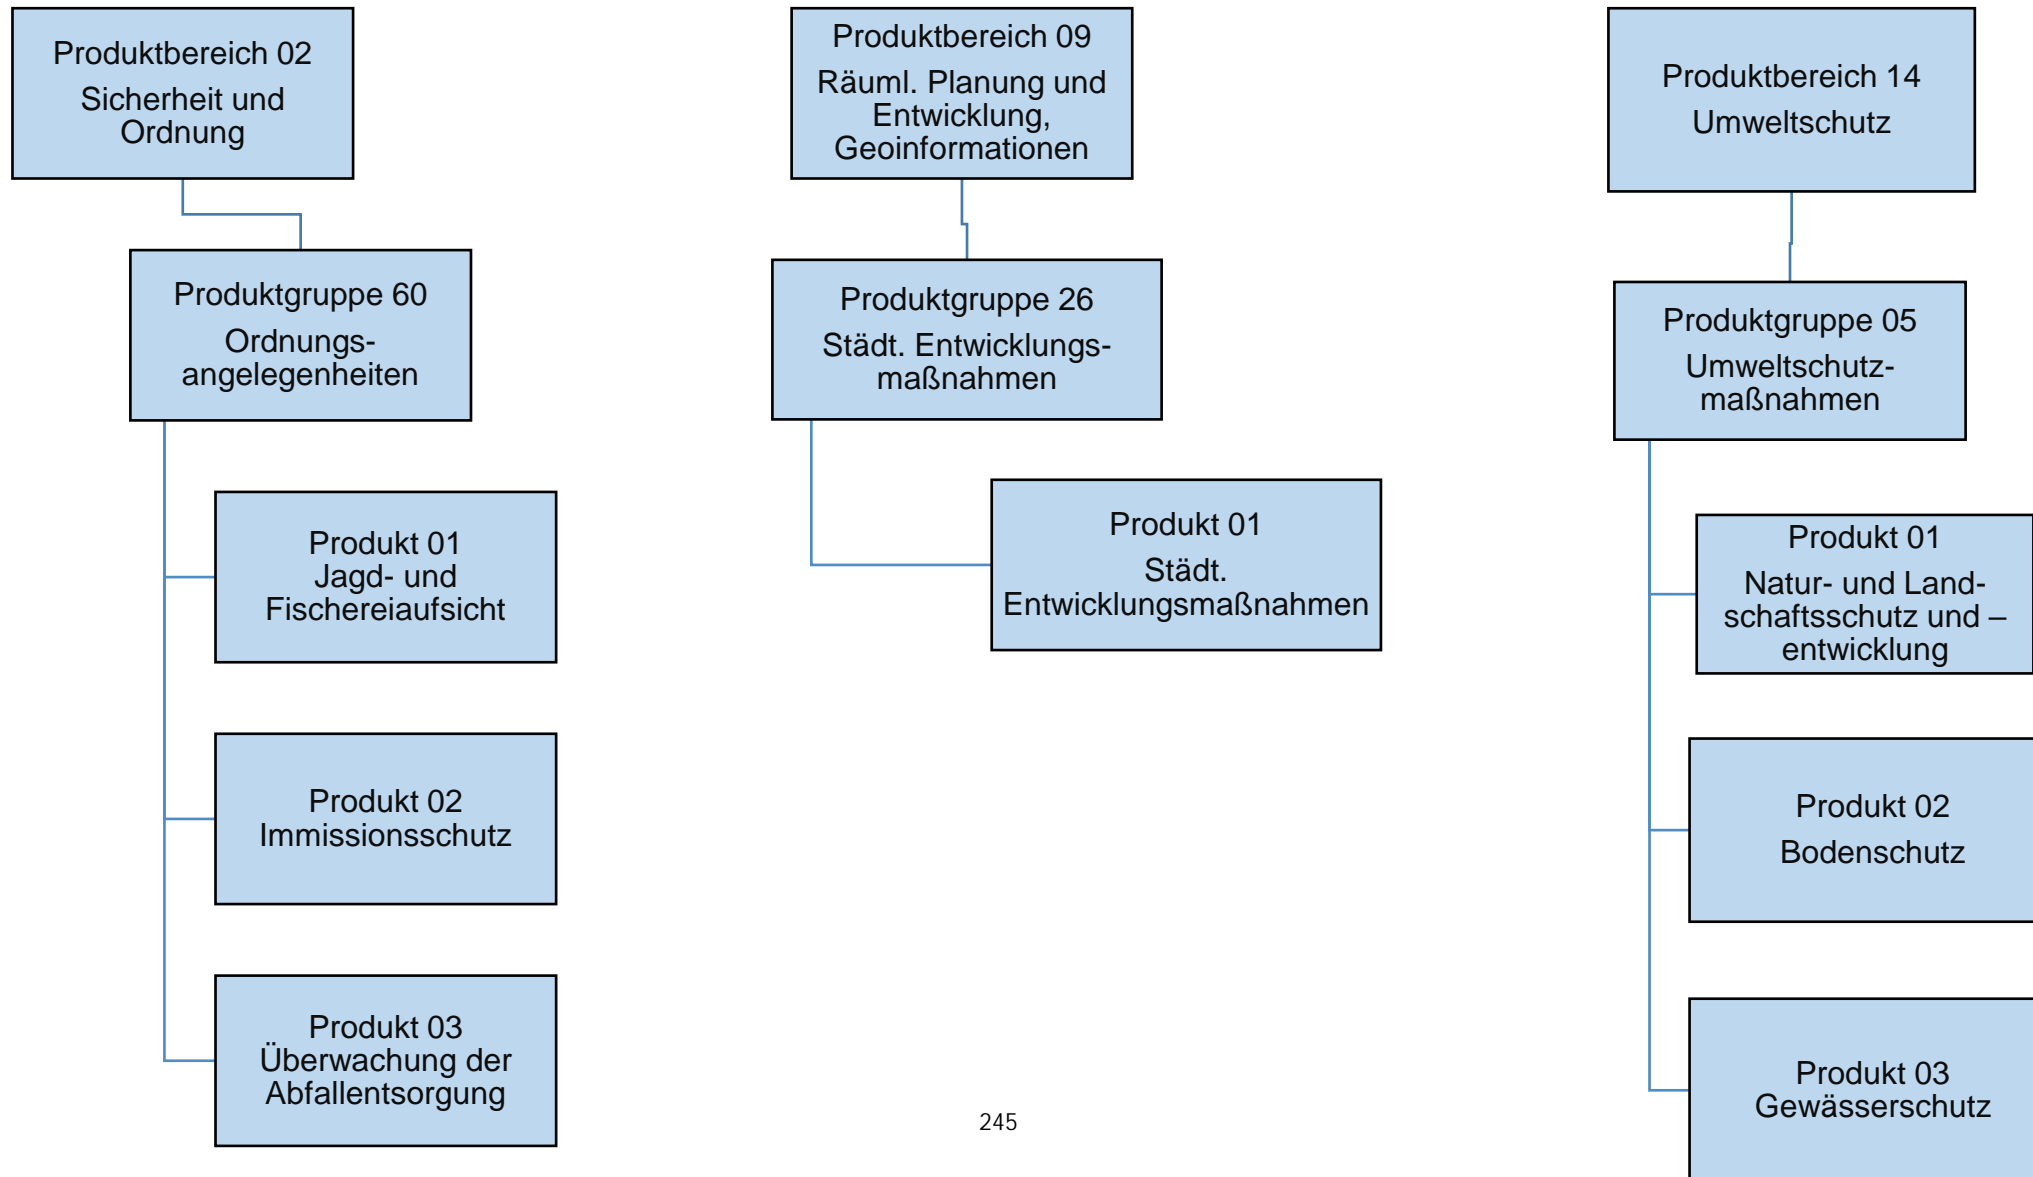 Produktbereich 02
Sicherheit und
Ordnung
Produktgruppe 60
Ordnungs-
angelegenheiten
Produkt 01
Jagd- und
Fischereiaufsicht
Produkt 02
Immissionsschutz
Produkt 03
Überwachung der
Abfallentsorgung
Produktbereich 09
Räuml. Planung und
Entwicklung,
Geoinformationen
Produktgruppe 26
Städt. Entwicklungs-
maßnahmen
Produkt 01
Städt.
Entwicklungsmaßnahmen
Produktbereich 14
Umweltschutz
Produktgruppe 05
Umweltschutz-
maßnahmen
Produkt 01
Natur- und Land-
schaftsschutz und –
entwicklung
Produkt 02
Bodenschutz
Produkt 03
Gewässerschutz
245